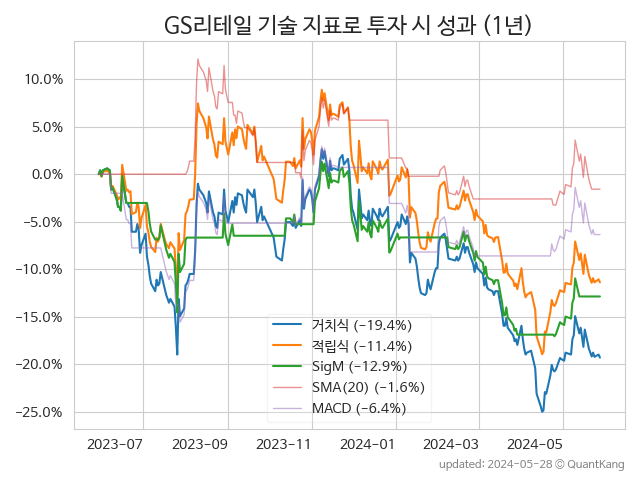 GS리테일 기술 지표로 투자 시 성과 (1년)
10.0%
5.0%
0.0%
−5.0%
−10.0%
−15.0%
−20.0%
−25.0%
거치식 (−19.4%)
적립식 (−11.4%)
SigM (−12.9%)
SMA(20) (−1.6%)
MACD (−6.4%)
2023−07
2023−09
2023−11
2024−01
2024−03
2024−05
updated: 2024−05−28 © QuantKang